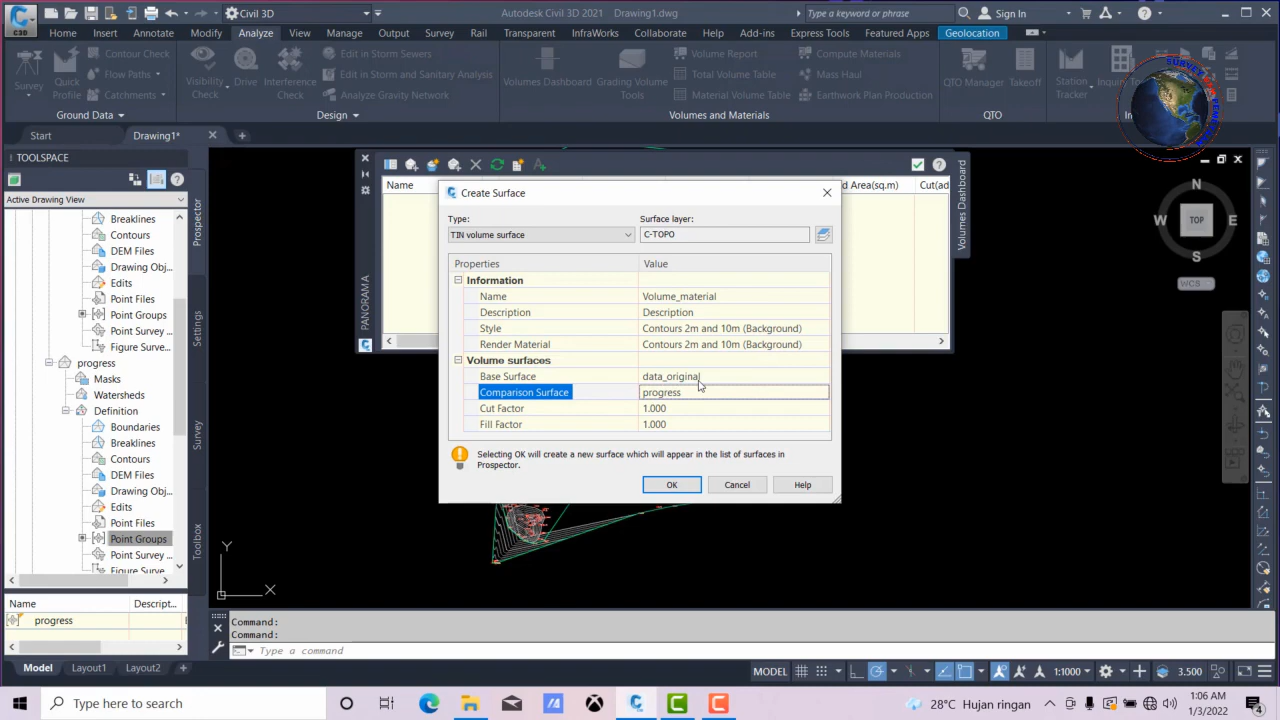 C3D
Civil 3D
Autodesk Civil 3D 2021 Drawing1.dwg
Type a keyword or phrase
Sign In
Home Insert Annotate Modify Analyze View Manage Output Survey Rail Transparent InfraWorks Collaborate Help Add-ins Express Tools Featured Apps Geolocation
Survey
Quick Profile
Contour Check
Flow Paths
Catchments
Ground Data
Visibility Check
Drive
Interference Check
Edit in Storm Sewers
Edit in Storm and Sanitary Analysis
Analyze Gravity Network
Design
Volumes Dashboard
Grading Volume Tools
Volume Report
Total Volume Table
Material Volume Table
Compute Materials
Mass Haul
Earthwork Plan Production
Volumes and Materials
QTO Manager
Takeoff
QTO
Station Tracker
Start
Drawing1*
TOOLSPACE
Active Drawing View
Breaklines
Contours
DEM Files
Drawing Obj...
Edits
Point Files
Point Groups
Point Survey ...
Figure Surve...
progress
Masks
Watersheds
Definition
Boundaries
Breaklines
Contours
DEM Files
Drawing Obj...
Edits
Point Files
Point Groups
Point Survey ...
Figure Surve...
Name Descript...
progress
Prospector
Settings
Survey
Toolbox
PANORAMA
Name
d Area(sq.m) Cut(ad
Volumes Dashboard
Create Surface
Type: Surface layer:
TIN volume surface C-TOPO
Properties Value
Information
Name Volume_material
Description Description
Style Contours 2m and 10m (Background)
Render Material Contours 2m and 10m (Background)
Volume surfaces
Base Surface data_original
Comparison Surface progress
Cut Factor 1.000
Fill Factor 1.000
Selecting OK will create a new surface which will appear in the list of surfaces in
Prospector.
OK Cancel Help
N
W TOP E
S
WCS
Y
X
Command:
Command:
Type a command
Model Layout1 Layout2
MODEL
1:1000
3.500
Type here to search
28°C Hujan ringan
1:06 AM
1/3/2022
4